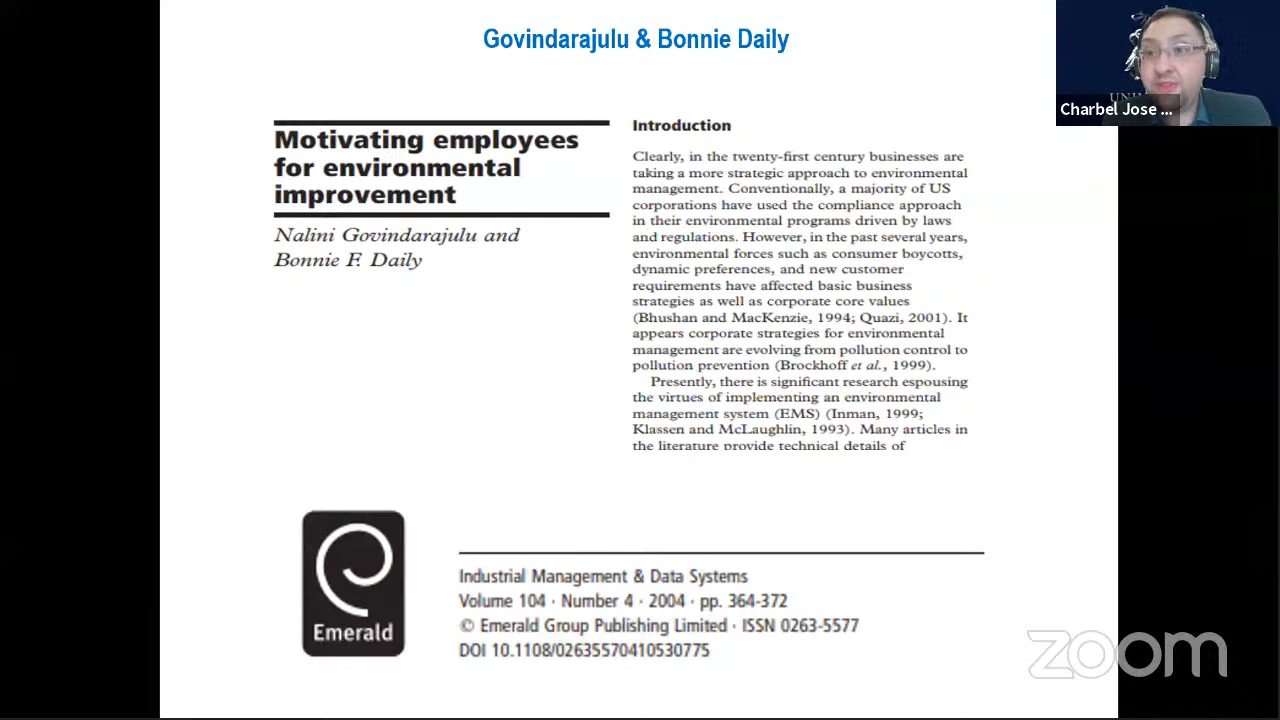 Govindarajulu & Bonnie Daily
Motivating employees
for environmental
improvement
Nalini Govindarajulu and
Bonnie F. Daily
Introduction
Clearly, in the twenty-first century businesses are
taking a more strategic approach to environmental
management. Conventionally, a majority of US
corporations have used the compliance approach
in their environmental programs driven by laws
and regulations. However, in the past several years,
environmental forces such as consumer boycotts,
dynamic preferences, and new customer
requirements have affected basic business
strategies as well as corporate core values
(Bhushan and MacKenzie, 1994; Quazi, 2001). It
appears corporate strategies for environmental
management are evolving from pollution control to
pollution prevention (Brockhoff et al., 1999).
Presently, there is significant research espousing
the virtues of implementing an environmental
management system (EMS) (Inman, 1999;
Klassen and McLaughlin, 1993). Many articles in
the literature provide technical details of
Emerald
Industrial Management & Data Systems
Volume 104 · Number 4 · 2004 · pp. 364-372
© Emerald Group Publishing Limited · ISSN 0263-5577
DOI 10.1108/02635570410530775
Charbel Jose ...
zoom